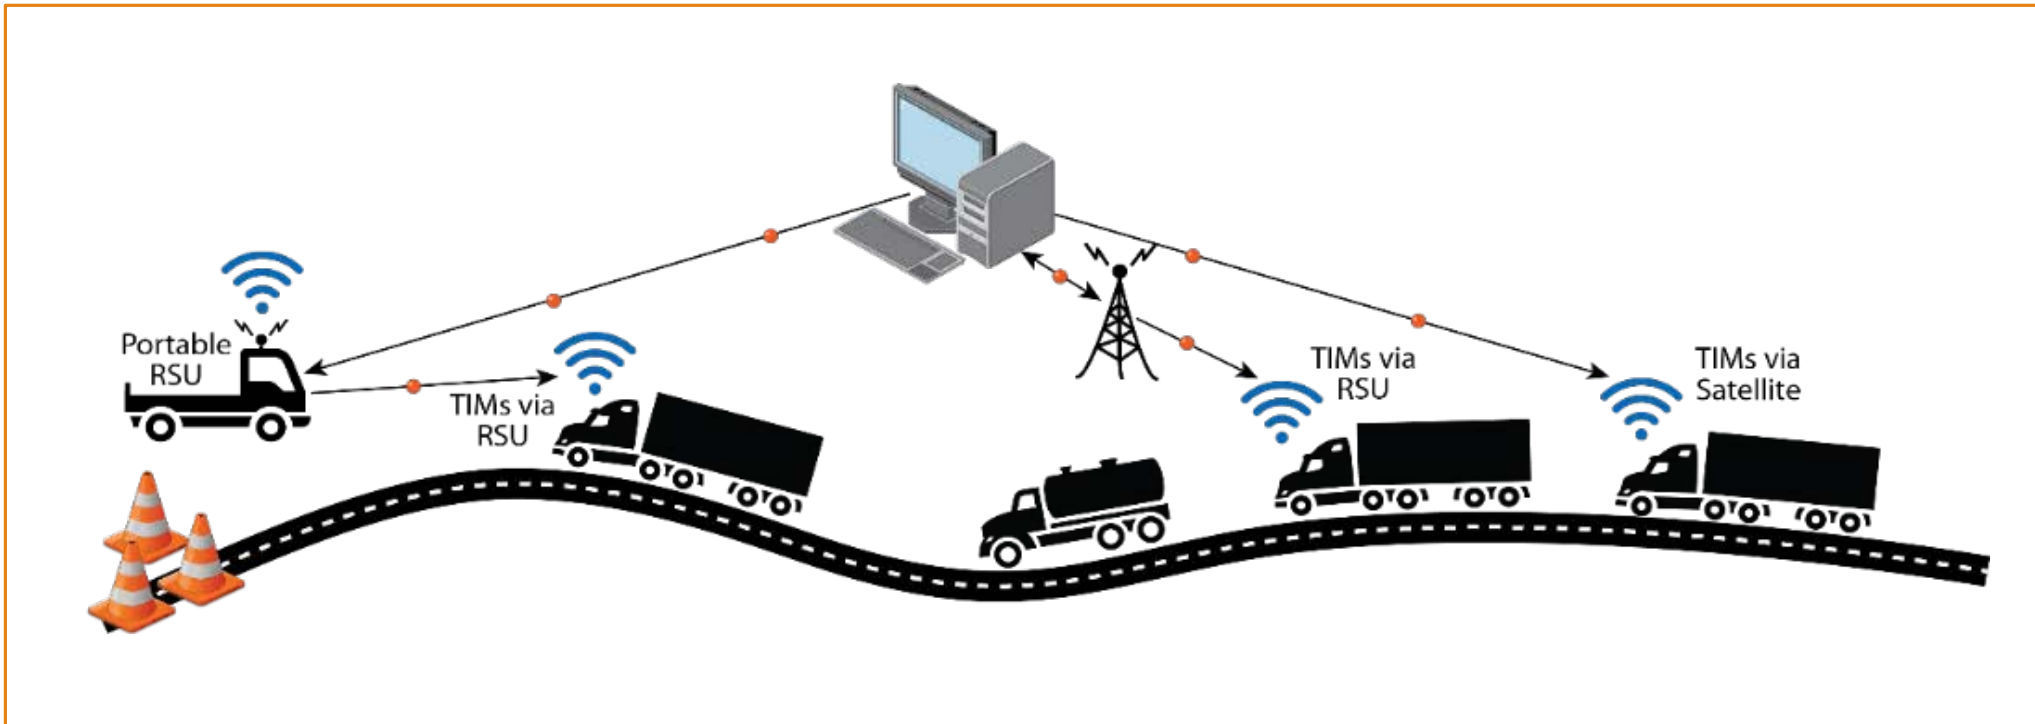 Portable
RSU
TIMs via
RSU
TIMs via
RSU
TIMs via
Satellite